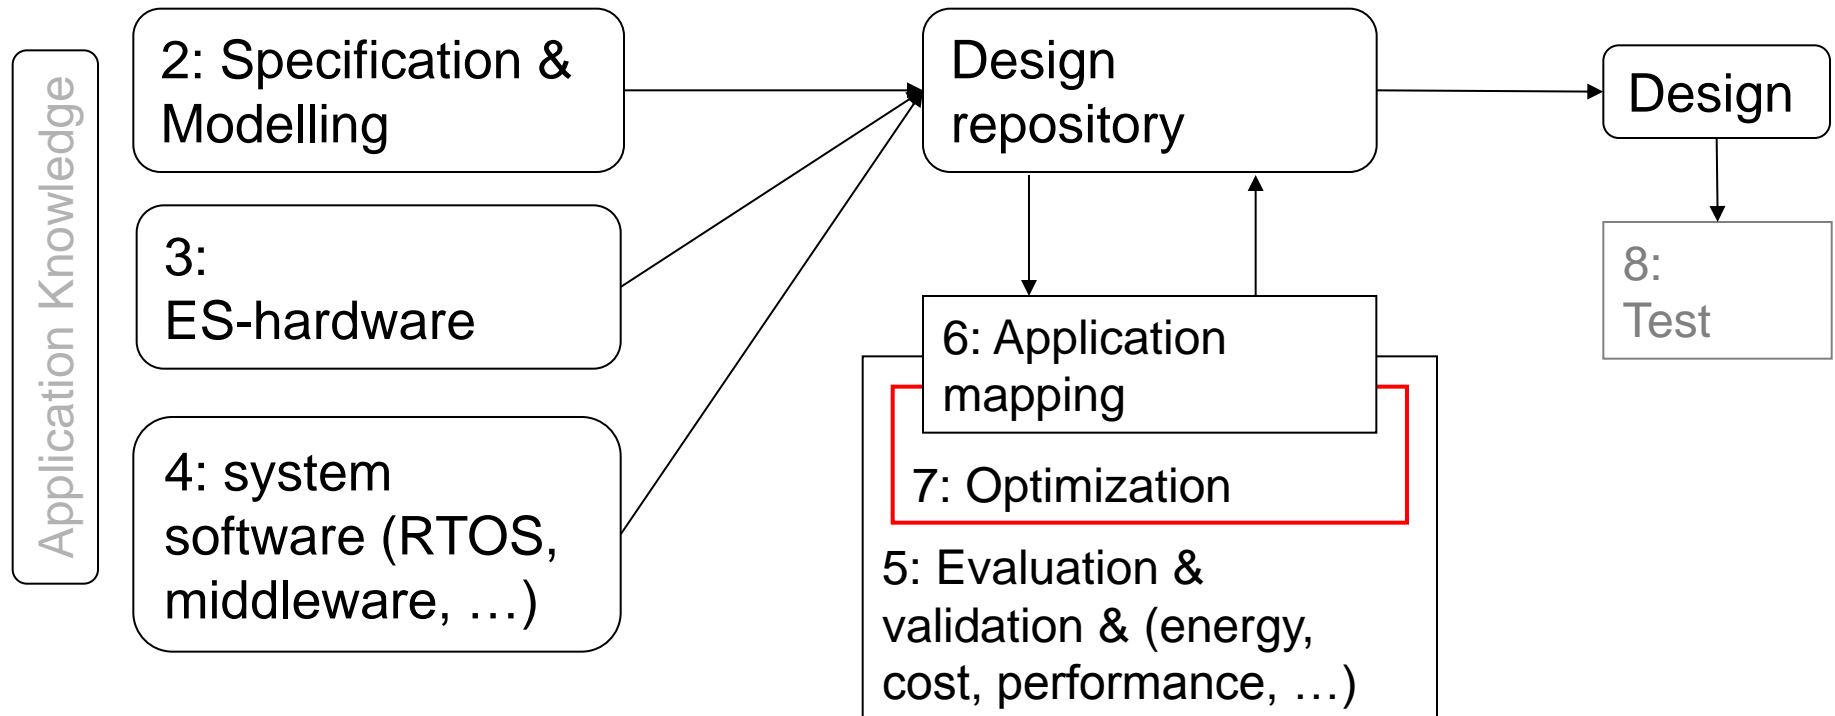 Application Knowledge
2: Specification &
Modelling
3:
ES-hardware
4: system
software (RTOS,
middleware, …)
Design
repository
6: Application
mapping
7: Optimization
5: Evaluation &
validation & (energy,
cost, performance, …)
Design
8:
Test